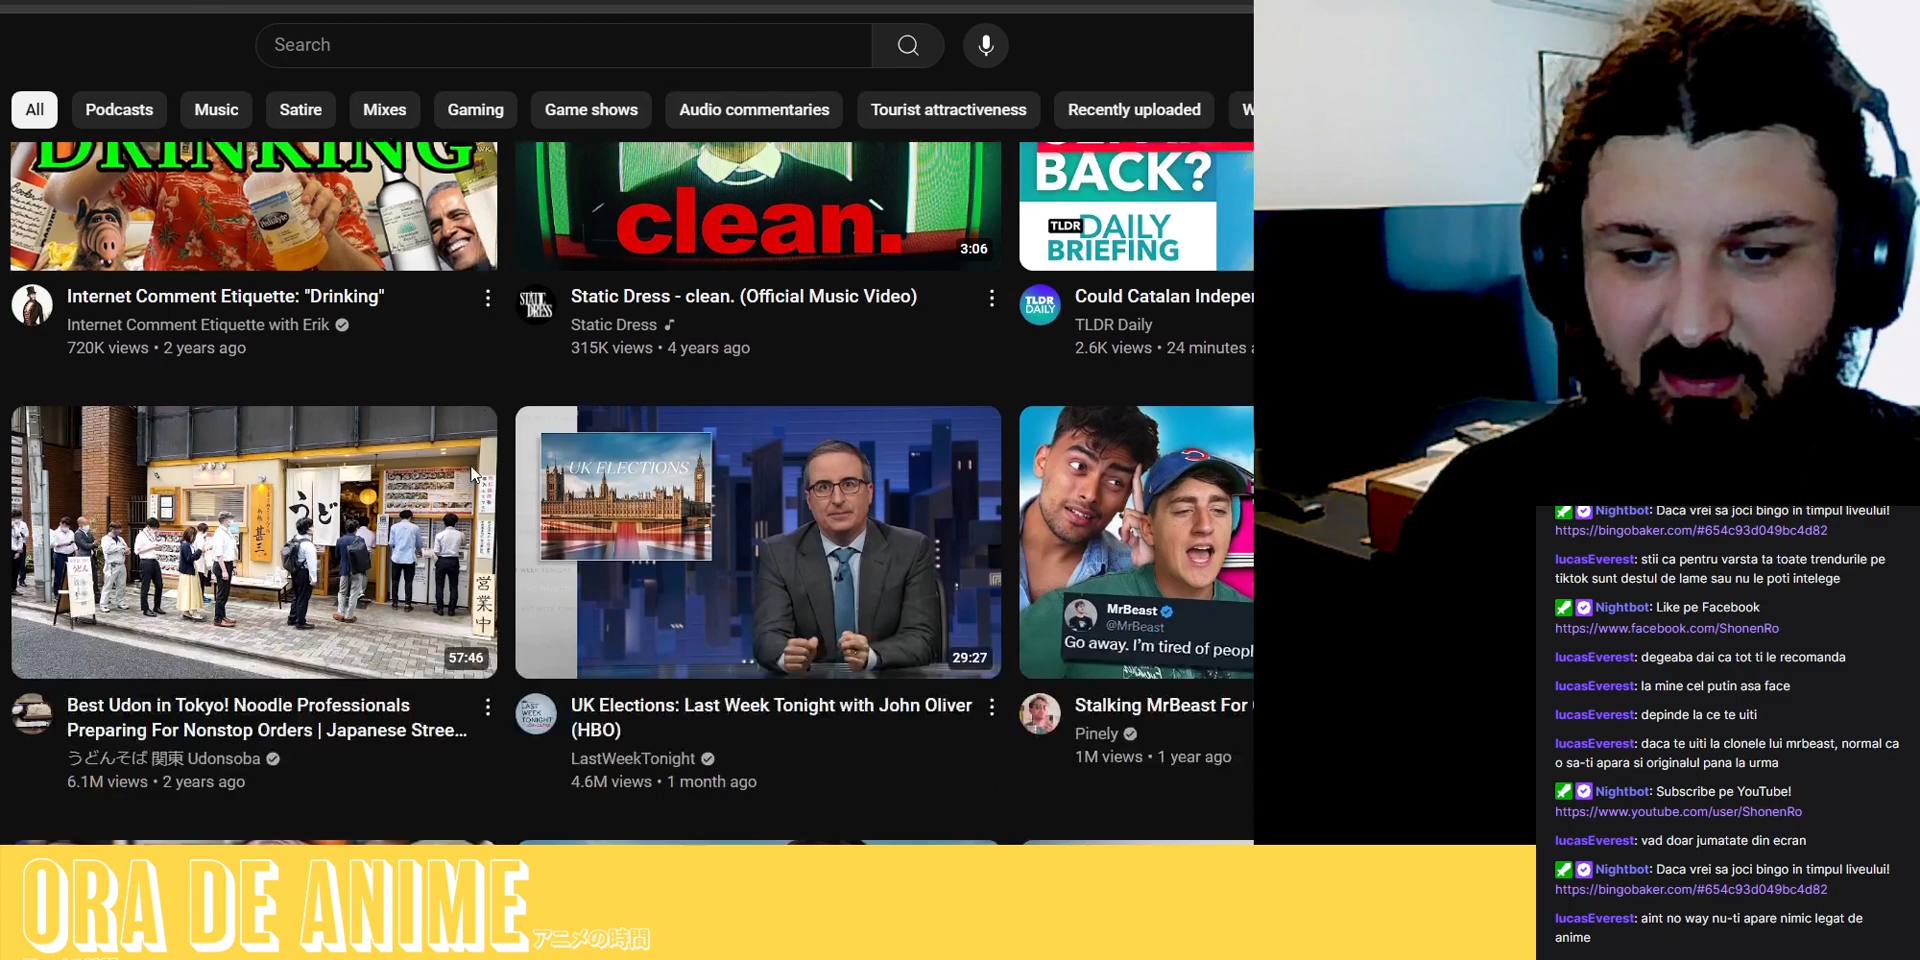 Search
All
Podcasts
Music
Satire
Mixes
Gaming
Game shows
Audio commentaries
Tourist attractiveness
Recently uploaded
W
DRINKING
clean.
3:06
BACK?
TLDR DAILY
BRIEFING
Internet Comment Etiquette: "Drinking"
Internet Comment Etiquette with Erik
720K views • 2 years ago
STATIC
DRESS
Static Dress - clean. (Official Music Video)
Static Dress
315K views • 4 years ago
TLDR
DAILY
Could Catalan Indepe
TLDR Daily
2.6K views • 24 minutes a
うど
営業中
57:46
UK ELECTIONS
29:27
MrBeast
@MrBeast
Go away. I'm tired of peopl
Best Udon in Tokyo! Noodle Professionals
Preparing For Nonstop Orders | Japanese Stree...
うどんそば 関東 Udonsoba
6.1M views • 2 years ago
LAST
WEEK
TONIGHT
UK Elections: Last Week Tonight with John Oliver
(HBO)
LastWeekTonight
4.6M views • 1 month ago
Stalking MrBeast For
Pinely
1M views • 1 year ago
Nightbot: Daca vrei sa joci bingo in timpul liveului!
https://bingobaker.com/#654c93d049bc4d82
lucasEverest: stii ca pentru varsta ta toate trendurile pe
tiktok sunt destul de lame sau nu le poti intelege
Nightbot: Like pe Facebook
https://www.facebook.com/ShonenRo
lucasEverest: degeaba dai ca tot ti le recomanda
lucasEverest: la mine cel putin asa face
lucasEverest: depinde la ce te uiti
lucasEverest: daca te uiti la clonele lui mrbeast, normal ca
o sa-ti apara si originalul pana la urma
Nightbot: Subscribe pe YouTube!
https://www.youtube.com/user/ShonenRo
lucasEverest: vad doar jumatate din ecran
Nightbot: Daca vrei sa joci bingo in timpul liveului!
https://bingobaker.com/#654c93d049bc4d82
lucasEverest: aint no way nu-ti apare nimic legat de
anime
ORA DE ANIME
アニメの時間